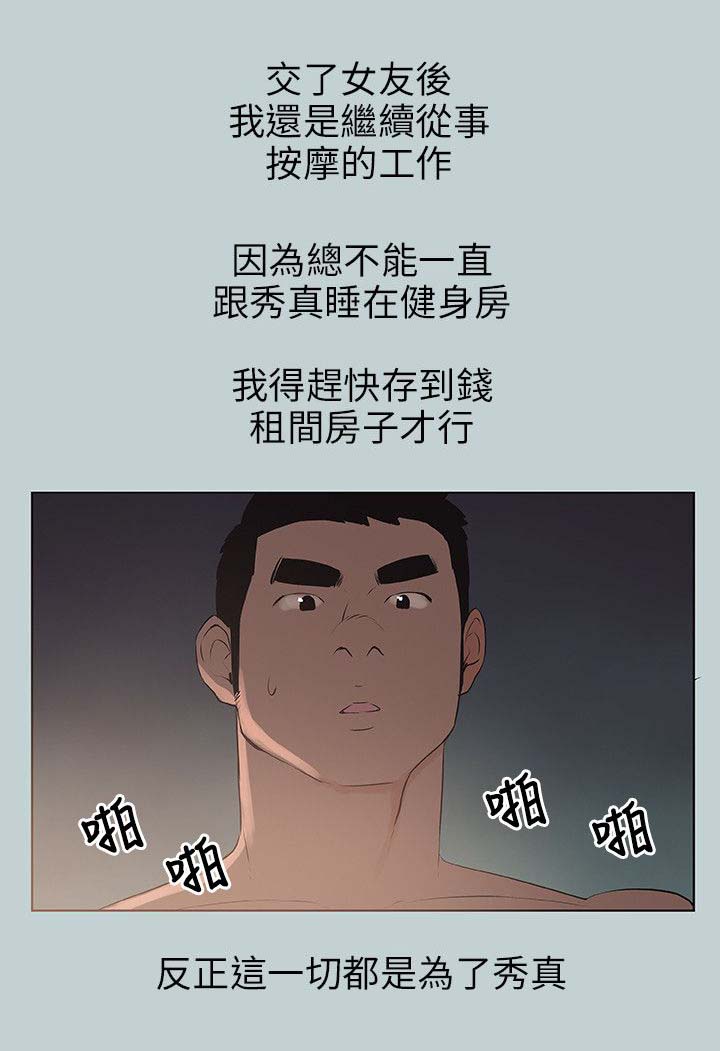 交了女友後
我還是繼續從事
按摩的工作
因為總不能一直
跟秀真睡在健身房
我得趕快存到錢
租間房子才行
啪
啪
啪
啪
反正這一切都是為了秀真